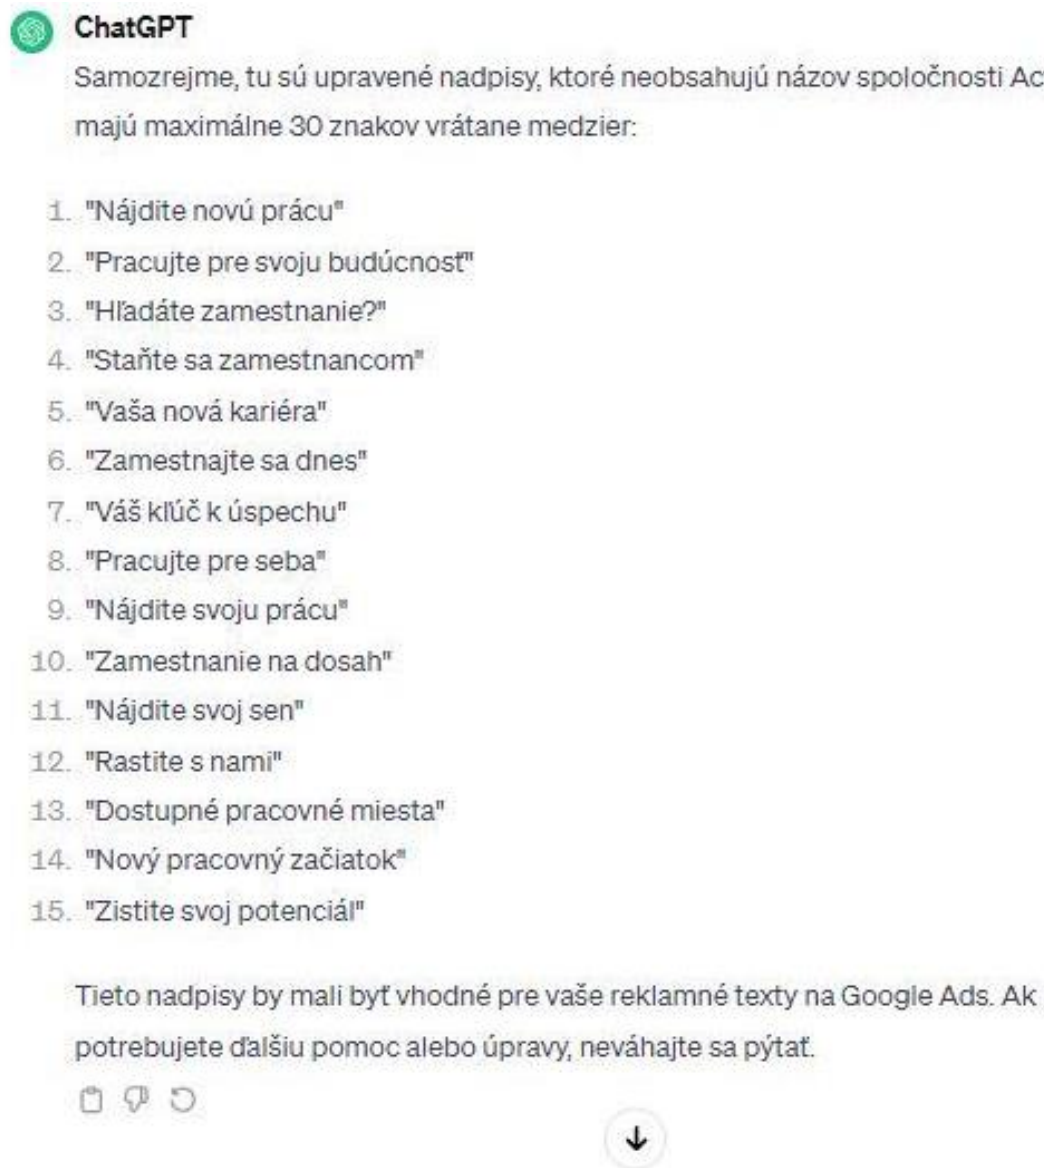 ChatGPT
Samozrejme, tu sú upravené nadpisy, ktoré neobsahujú názov spoločnosti Ac
majú maximálne 30 znakov vrátane medzier:
1. "Nájdite novú prácu"
2. "Pracujte pre svoju budúcnosť"
3. "Hľadáte zamestnanie?"
4. "Staňte sa zamestnancom"
5. "Vaša nová kariéra"
6. "Zamestnajte sa dnes"
7. "Váš kľúč k úspechu"
8. "Pracujte pre seba"
9. "Nájdite svoju prácu"
10. "Zamestnanie na dosah"
11. "Nájdite svoj sen"
12. "Rastite s nami"
13. "Dostupné pracovné miesta"
14. "Nový pracovný začiatok"
15. "Zistite svoj potenciál"
Tieto nadpisy by mali byť vhodné pre vaše reklamné texty na Google Ads. Ak
potrebujete ďalšiu pomoc alebo úpravy, neváhajte sa pýtať.